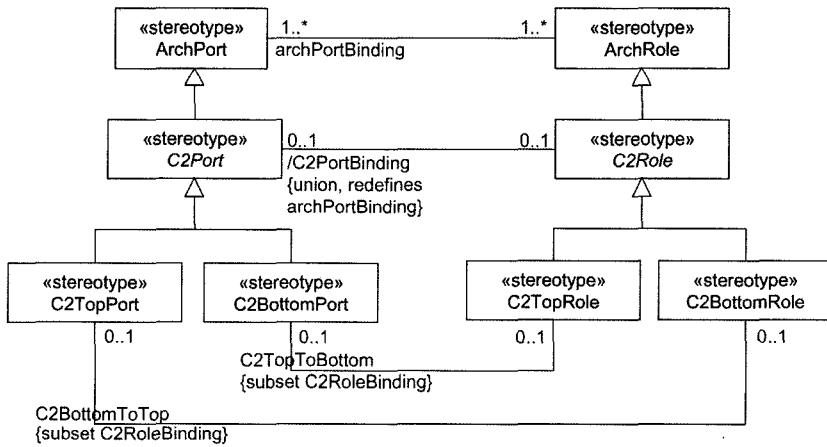 «stereotype»
ArchPort
1..*
archPortBinding
1..*
«stereotype»
ArchRole
«stereotype»
C2Port
0..1
/C2PortBinding
{union, redefines
archPortBinding}
0..1
«stereotype»
C2Role
«stereotype»
C2TopPort
«stereotype»
C2BottomPort
«stereotype»
C2TopRole
«stereotype»
C2BottomRole
0..1
0..1
0..1
0..1
C2TopToBottom
{subset C2RoleBinding}
C2BottomToTop
{subset C2RoleBinding}